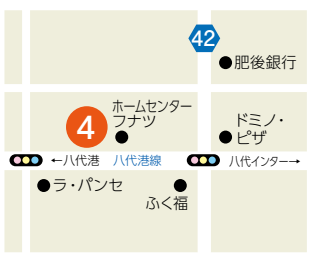 42
肥後銀行
ホームセンター
フナツ
4
ドミノ・
ピザ
←八代港 八代港線 八代インター→
ラ・パンセ
ふく福